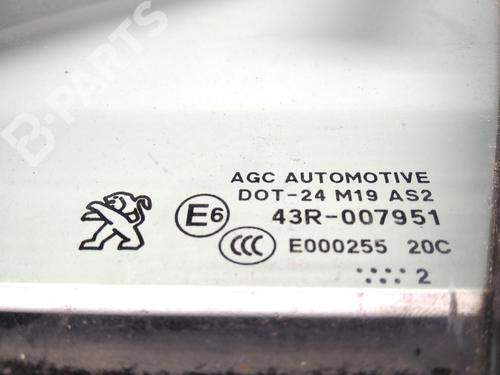 B-PARTS
AGC AUTOMOTIVE
DOT-24 M19 AS2
E6 43R-007951
CCC E000255 20C
2